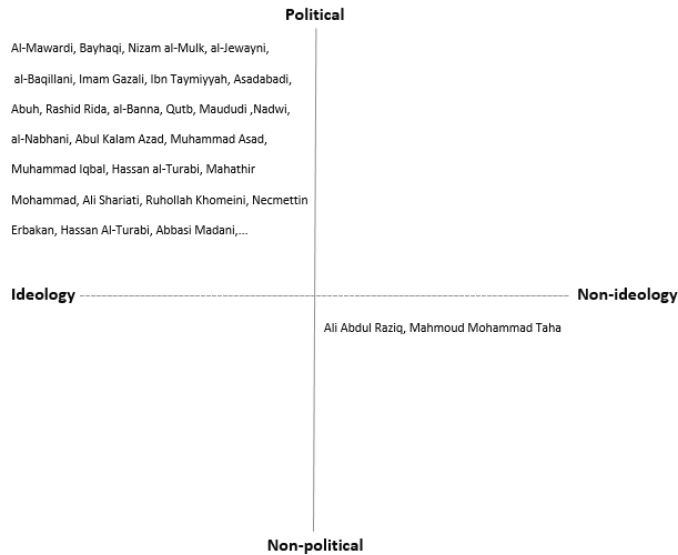 Political
Al-Mawardi, Bayhaqi, Nizam al-Mulk, al-Jewayni,
al-Baqillani, Imam Gazali, Ibn Taymiyyah, Asadabadi,
Abuh, Rashid Rida, al-Banna, Qutb, Maududi ,Nadwi,
al-Nabhani, Abul Kalam Azad, Muhammad Asad,
Muhammad Iqbal, Hassan al-Turabi, Mahathir
Mohammad, Ali Shariati, Ruhollah Khomeini, Necmettin
Erbakan, Hassan Al-Turabi, Abbasi Madani,...
Ideology
Non-ideology
Ali Abdul Raziq, Mahmoud Mohammad Taha
Non-political